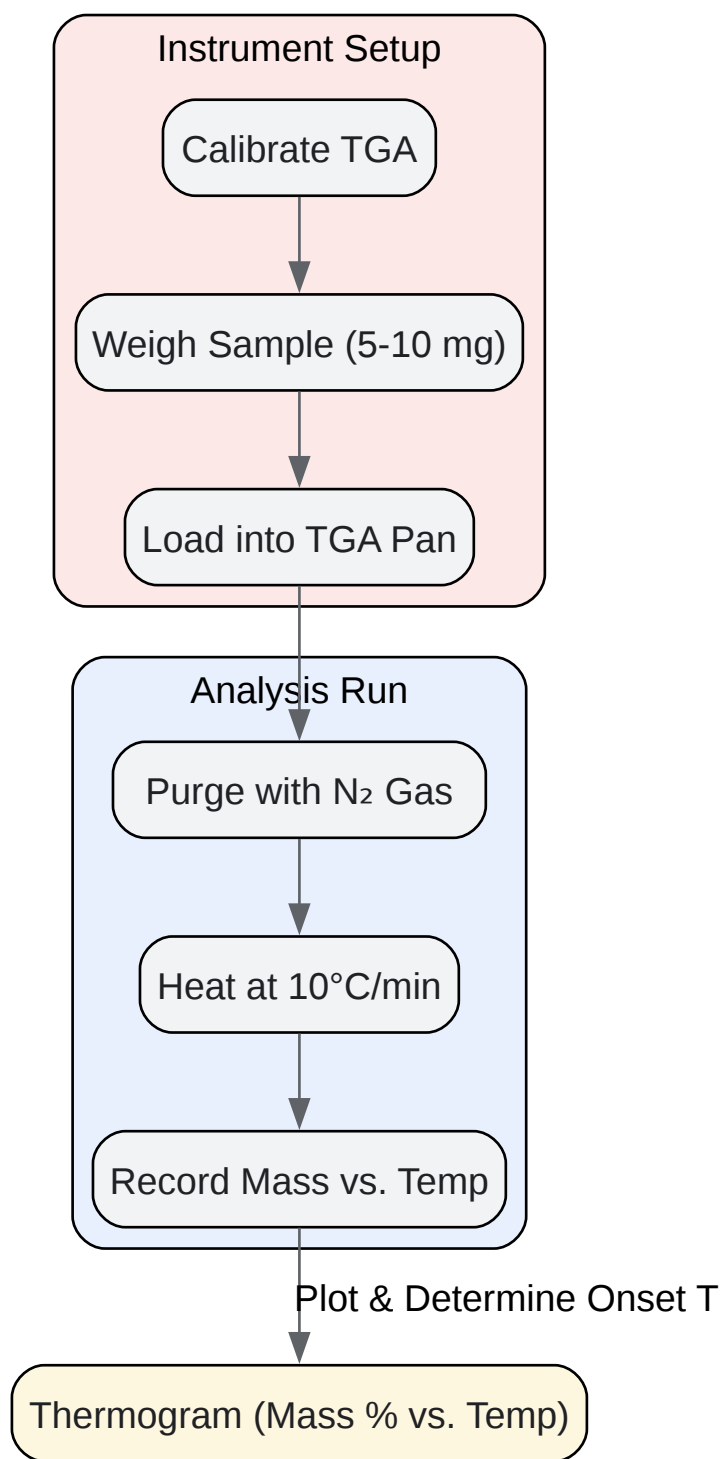 Instrument Setup
Calibrate TGA
Weigh Sample (5-10 mg)
Load into TGA Pan
Analysis Run
Purge with N₂ Gas
Heat at 10°C/min
Record Mass vs. Temp
Plot & Determine Onset T
Thermogram (Mass % vs. Temp)